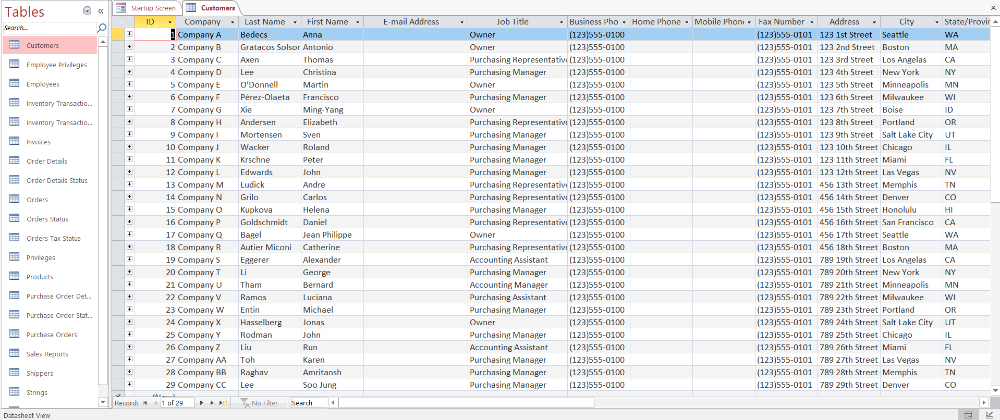 Tables
Search...
Customers
Employee Privileges
Employees
Inventory Transactio...
Inventory Transactio...
Invoices
Order Details
Order Details Status
Orders
Orders Status
Orders Tax Status
Privileges
Products
Purchase Order Det...
Purchase Order Stat...
Purchase Orders
Sales Reports
Shippers
Strings
Startup Screen Customers
ID Company Last Name First Name E-mail Address Job Title Business Pho Home Phone Mobile Phone Fax Number Address City State/Provin
1 Company A Bedecs Anna Owner (123)555-0100 (123)555-0101 123 1st Street Seattle WA
2 Company B Gratacos Solsor Antonio Owner (123)555-0100 (123)555-0101 123 2nd Street Boston MA
3 Company C Axen Thomas Purchasing Representative (123)555-0100 (123)555-0101 123 3rd Street Los Angelas CA
4 Company D Lee Christina Purchasing Manager (123)555-0100 (123)555-0101 123 4th Street New York NY
5 Company E O’Donnell Martin Owner (123)555-0100 (123)555-0101 123 5th Street Minneapolis MN
6 Company F Pérez-Olaeta Francisco Purchasing Manager (123)555-0100 (123)555-0101 123 6th Street Milwaukee WI
7 Company G Xie Ming-Yang Owner (123)555-0100 (123)555-0101 123 7th Street Boise ID
8 Company H Andersen Elizabeth Purchasing Representative (123)555-0100 (123)555-0101 123 8th Street Portland OR
9 Company I Mortensen Sven Purchasing Manager (123)555-0100 (123)555-0101 123 9th Street Salt Lake City UT
10 Company J Wacker Roland Purchasing Manager (123)555-0100 (123)555-0101 123 10th Street Chicago IL
11 Company K Krschne Peter Purchasing Manager (123)555-0100 (123)555-0101 123 11th Street Miami FL
12 Company L Edwards John Purchasing Manager (123)555-0100 (123)555-0101 123 12th Street Las Vegas NV
13 Company M Ludick Andre Purchasing Representative (123)555-0100 (123)555-0101 456 13th Street Memphis TN
14 Company N Grilo Carlos Purchasing Representative (123)555-0100 (123)555-0101 456 14th Street Denver CO
15 Company O Kupkova Helena Purchasing Manager (123)555-0100 (123)555-0101 456 15th Street Honolulu HI
16 Company P Goldschmidt Daniel Purchasing Representative (123)555-0100 (123)555-0101 456 16th Street San Francisco CA
17 Company Q Bagel Jean Philippe Owner (123)555-0100 (123)555-0101 456 17th Street Seattle WA
18 Company R Autier Miconi Catherine Purchasing Representative (123)555-0100 (123)555-0101 456 18th Street Boston MA
19 Company S Eggerer Alexander Accounting Assistant (123)555-0100 (123)555-0101 789 19th Street Los Angelas CA
20 Company T Li George Purchasing Manager (123)555-0100 (123)555-0101 789 20th Street New York NY
21 Company U Tham Bernard Accounting Manager (123)555-0100 (123)555-0101 789 21th Street Minneapolis MN
22 Company V Ramos Luciana Purchasing Assistant (123)555-0100 (123)555-0101 789 22th Street Milwaukee WI
23 Company W Entin Michael Purchasing Manager (123)555-0100 (123)555-0101 789 23th Street Portland OR
24 Company X Hasselberg Jonas Owner (123)555-0100 (123)555-0101 789 24th Street Salt Lake City UT
25 Company Y Rodman John Purchasing Manager (123)555-0100 (123)555-0101 789 25th Street Chicago IL
26 Company Z Liu Run Accounting Assistant (123)555-0100 (123)555-0101 789 26th Street Miami FL
27 Company AA Toh Karen Purchasing Manager (123)555-0100 (123)555-0101 789 27th Street Las Vegas NV
28 Company BB Raghav Amritansh Purchasing Manager (123)555-0100 (123)555-0101 789 28th Street Memphis TN
29 Company CC Lee Soo Jung Purchasing Manager (123)555-0100 (123)555-0101 789 29th Street Denver CO
Record: 1 of 29 No Filter Search
Datasheet View